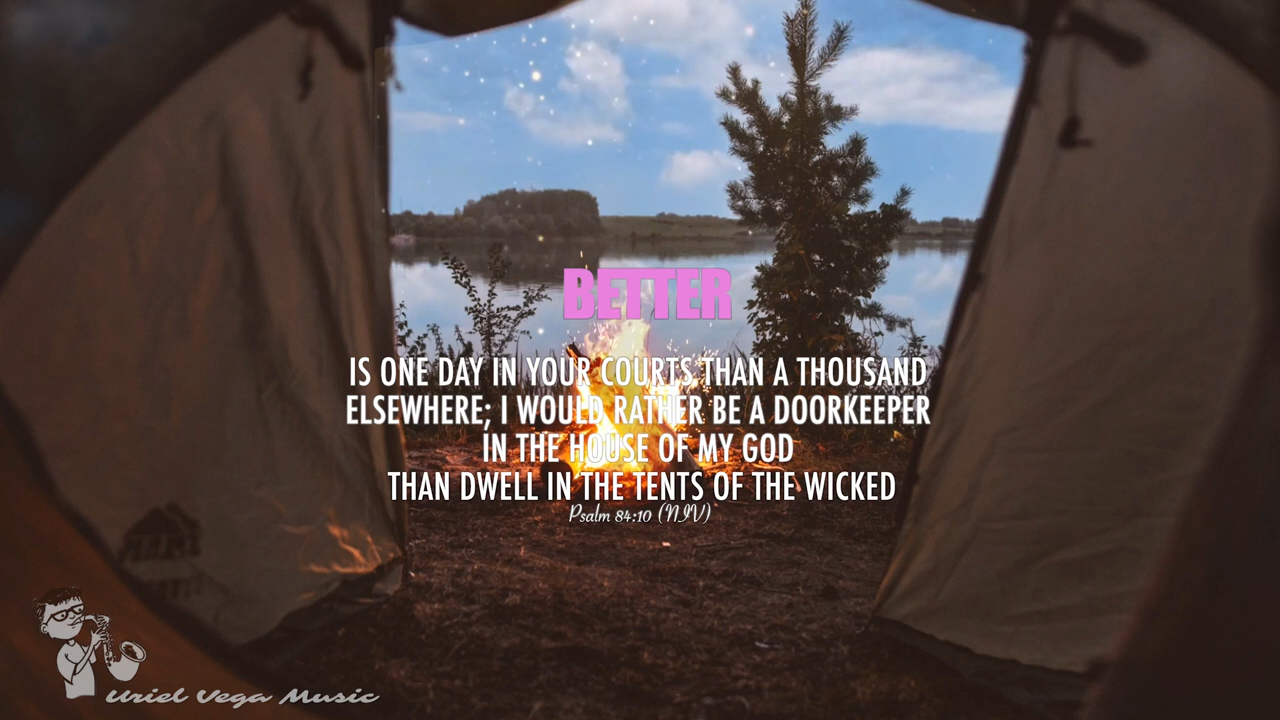 BETTER
IS ONE DAY IN YOUR COURTS THAN A THOUSAND
ELSEWHERE; I WOULD RATHER BE A DOORKEEPER
IN THE HOUSE OF MY GOD
THAN DWELL IN THE TENTS OF THE WICKED
Psalm 84:10 (NIV)
Uriel Vega Music